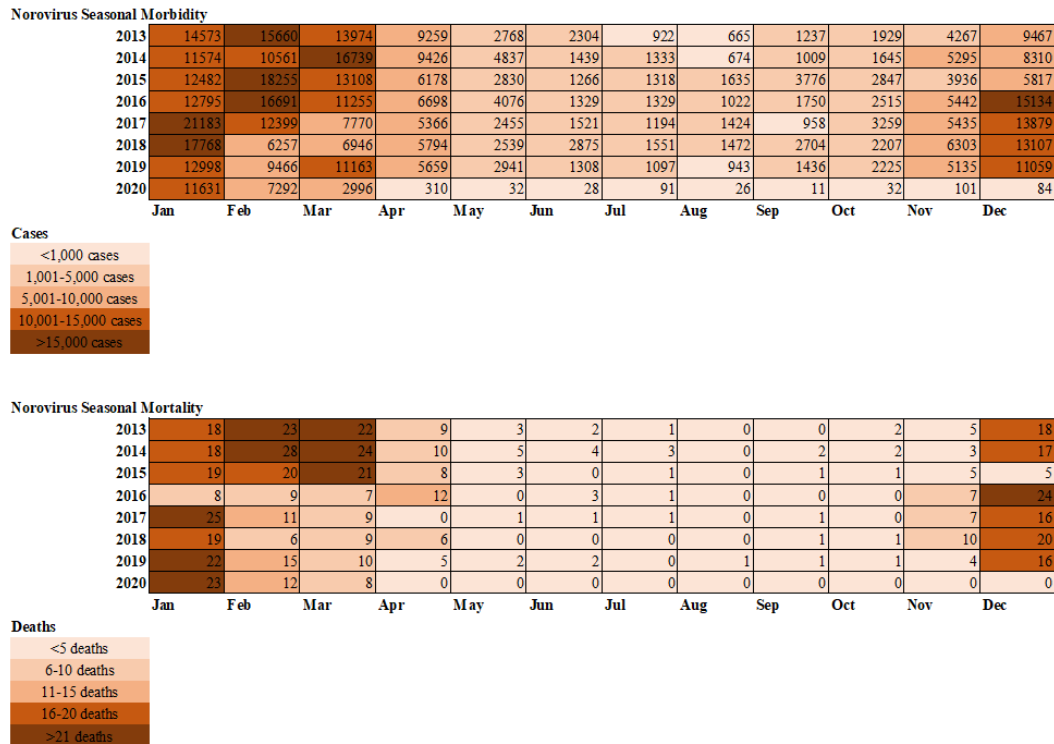 Norovirus Seasonal Morbidity
2013 14573 15660 13974 9259 2768 2304 922 665 1237 1929 4267 9467
2014 11574 10561 16739 9426 4837 1439 1333 674 1009 1645 5295 8310
2015 12482 18255 13108 6178 2830 1266 1318 1635 3776 2847 3936 5817
2016 12795 16691 11255 6698 4076 1329 1329 1022 1750 2515 5442 15134
2017 21183 12399 7770 5366 2455 1521 1194 1424 958 3259 5435 13879
2018 17768 6257 6946 5794 2539 2875 1551 1472 2704 2207 6303 13107
2019 12998 9466 11163 5659 2941 1308 1097 943 1436 2225 5135 11059
2020 11631 7292 2996 310 32 28 91 26 11 32 101 84
Jan Feb Mar Apr May Jun Jul Aug Sep Oct Nov Dec
Cases
<1,000 cases
1,001-5,000 cases
5,001-10,000 cases
10,001-15,000 cases
>15,000 cases
Norovirus Seasonal Mortality
2013 18 23 22 9 3 2 1 0 0 2 5 18
2014 18 28 24 10 5 4 3 0 2 2 3 17
2015 19 20 21 8 3 0 1 0 1 1 5 5
2016 8 9 7 12 0 3 1 0 0 0 7 24
2017 25 11 9 0 1 1 1 0 1 0 7 16
2018 19 6 9 6 0 0 0 0 1 1 10 20
2019 22 15 10 5 2 2 0 1 1 1 4 16
2020 23 12 8 0 0 0 0 0 0 0 0 0
Jan Feb Mar Apr May Jun Jul Aug Sep Oct Nov Dec
Deaths
<5 deaths
6-10 deaths
11-15 deaths
16-20 deaths
>21 deaths